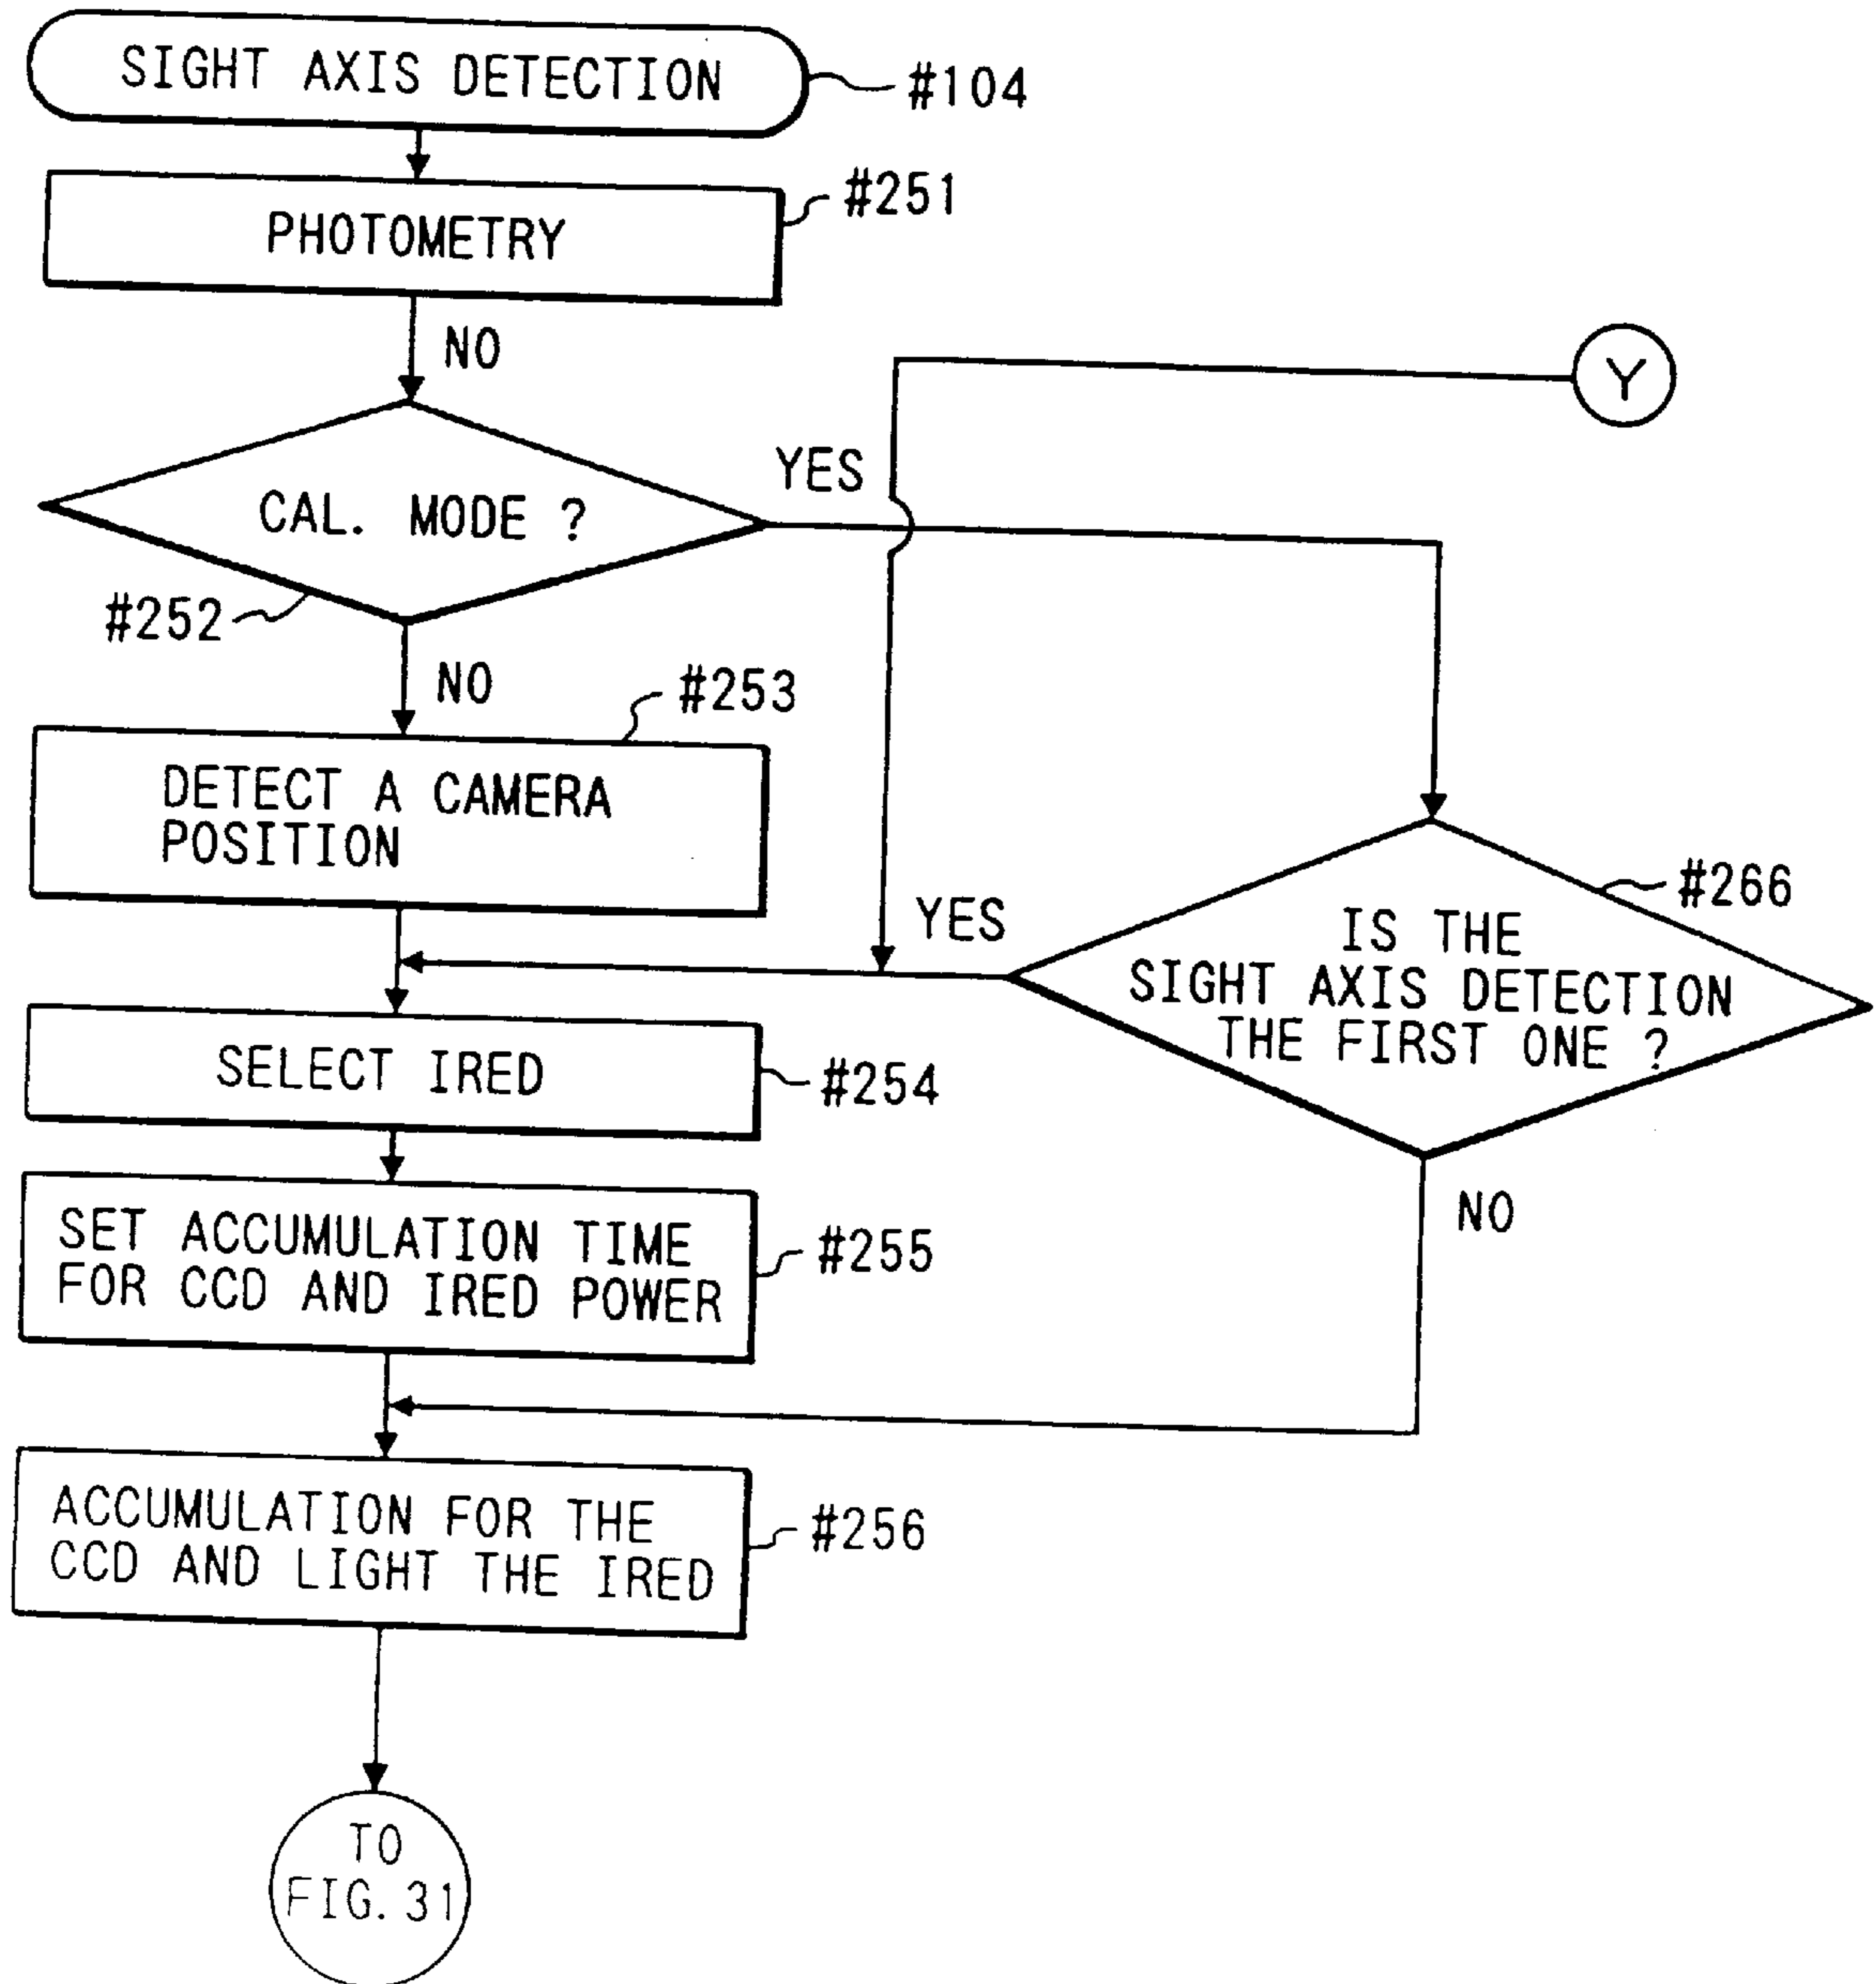 SIGHT AXIS DETECTION
#104
PHOTOMETRY
#251
NO
Y
CAL. MODE ?
YES
#252
NO
#253
DETECT A CAMERA
POSITION
YES
#266
IS THE
SIGHT AXIS DETECTION
THE FIRST ONE ?
SELECT IRED
#254
NO
SET ACCUMULATION TIME
FOR CCD AND IRED POWER
#255
ACCUMULATION FOR THE
CCD AND LIGHT THE IRED
#256
TO
FIG. 31